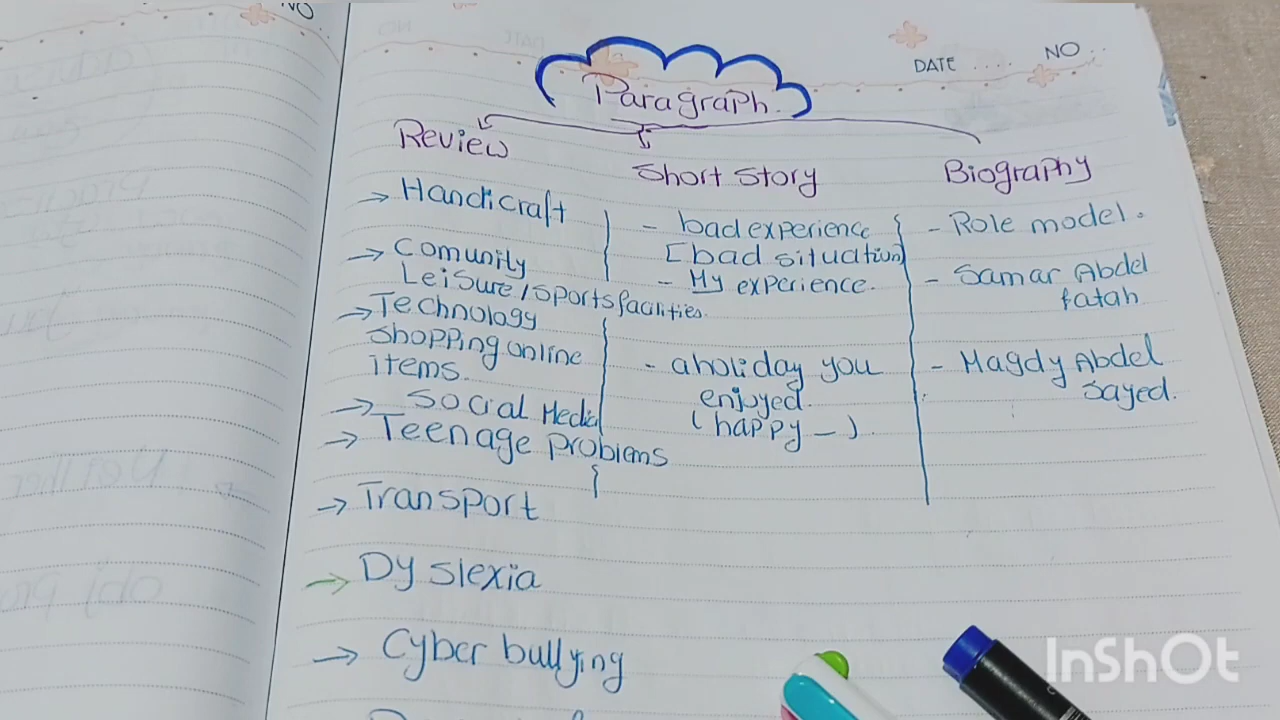 NO.
DATE .... NO ..
Paragraph.
Review
Short Story
Biography
→ Handicraft
→ Comunity
Leisure / sports facilities.
→ Technology
Shopping online
items.
→ Social Media
→ Teenage problems
→ Transport
→ Dyslexia
→ Cyber bullying
- bad experience
[bad situation]
- My experience.
- a holiday you
enjoyed.
(happy _).
- Role model.
- Samar Abdel
fatah
- Magdy Abdel
Sayed.
InShOt